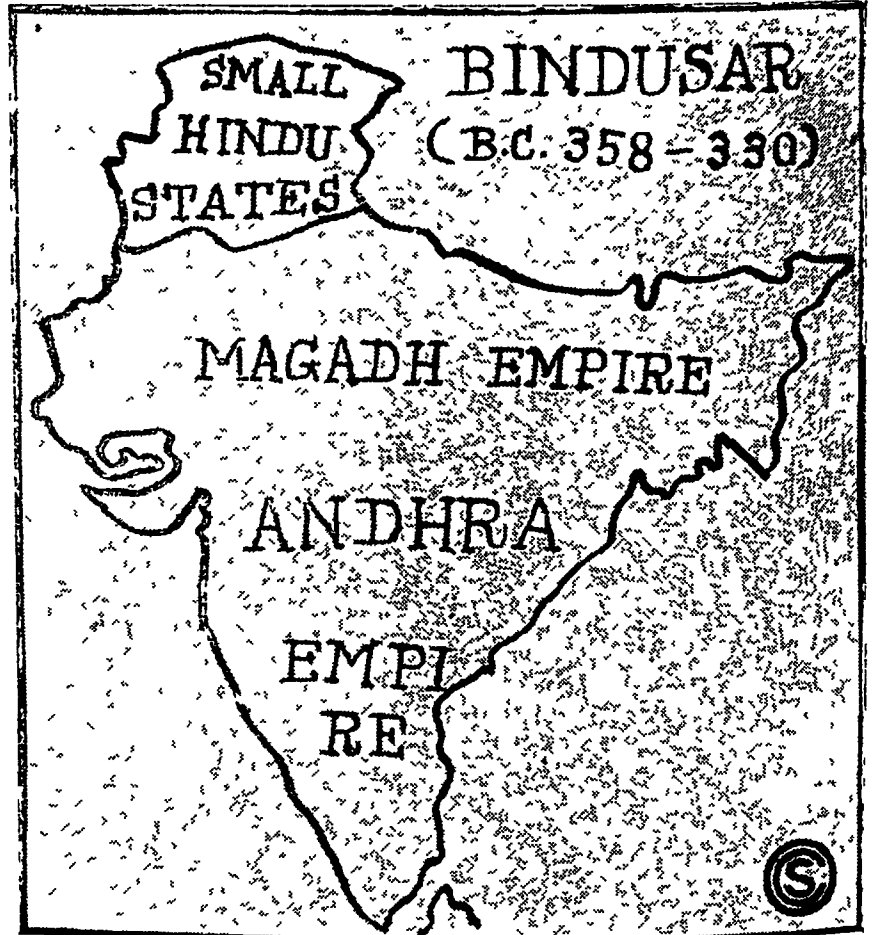 SMALL
HINDU
STATES
BINDUSAR
(B.C. 358-330)
MAGADH EMPIRE
ANDHRA
EMPI
RE
S